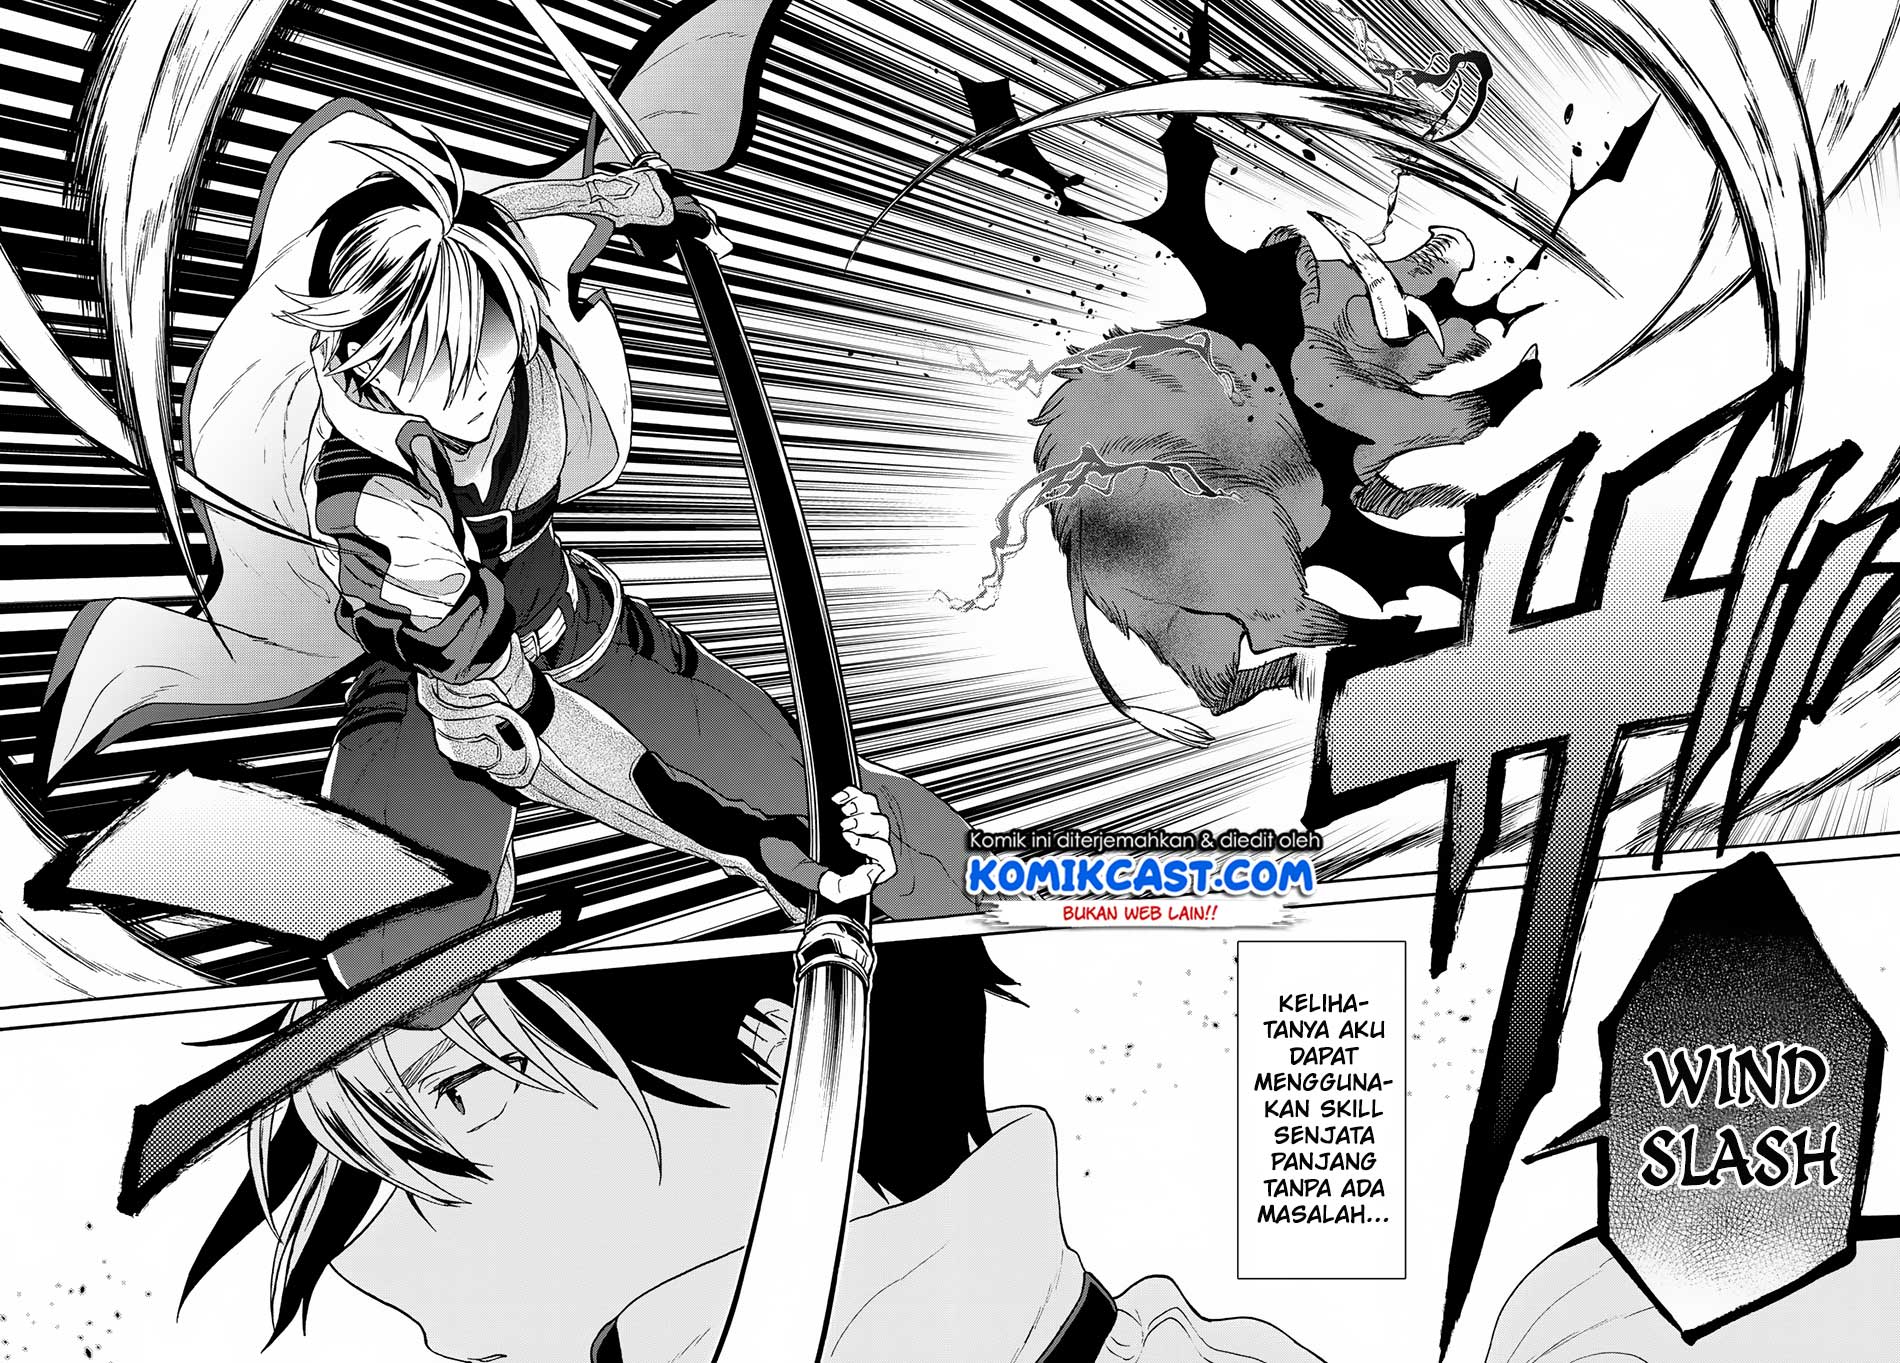 ザ
WIND
SLASH
KELIHA-
TANYA AKU
DAPAT
MENGGUNA-
KAN SKILL
SENJATA
PANJANG
TANPA ADA
MASALAH...
Komik ini diterjemahkan & diedit oleh
KOMIKCAST.COM
BUKAN WEB LAIN!!